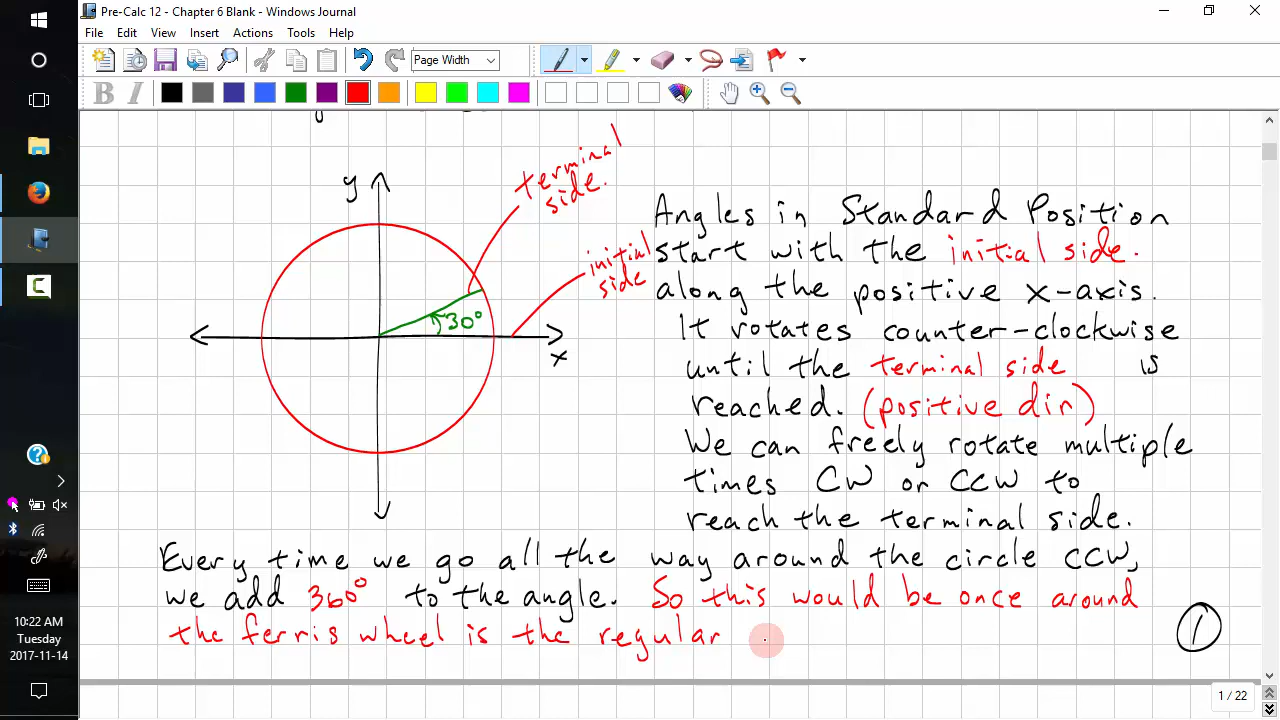 Pre-Calc 12 - Chapter 6 Blank - Windows Journal
File Edit View Insert Actions Tools Help
Page Width
B I
y
terminal
side.
initial
side
30°
x
Angles in Standard Position
start with the initial side.
along the positive x-axis.
It rotates counter-clockwise
until the terminal side is
reached. (positive dir)
We can freely rotate multiple
times CW or CCW to
reach the terminal side.
Every time we go all the way around the circle CCW,
we add 360° to the angle. So this would be once around
the ferris wheel is the regular
1
1 / 22
10:22 AM
Tuesday
2017-11-14